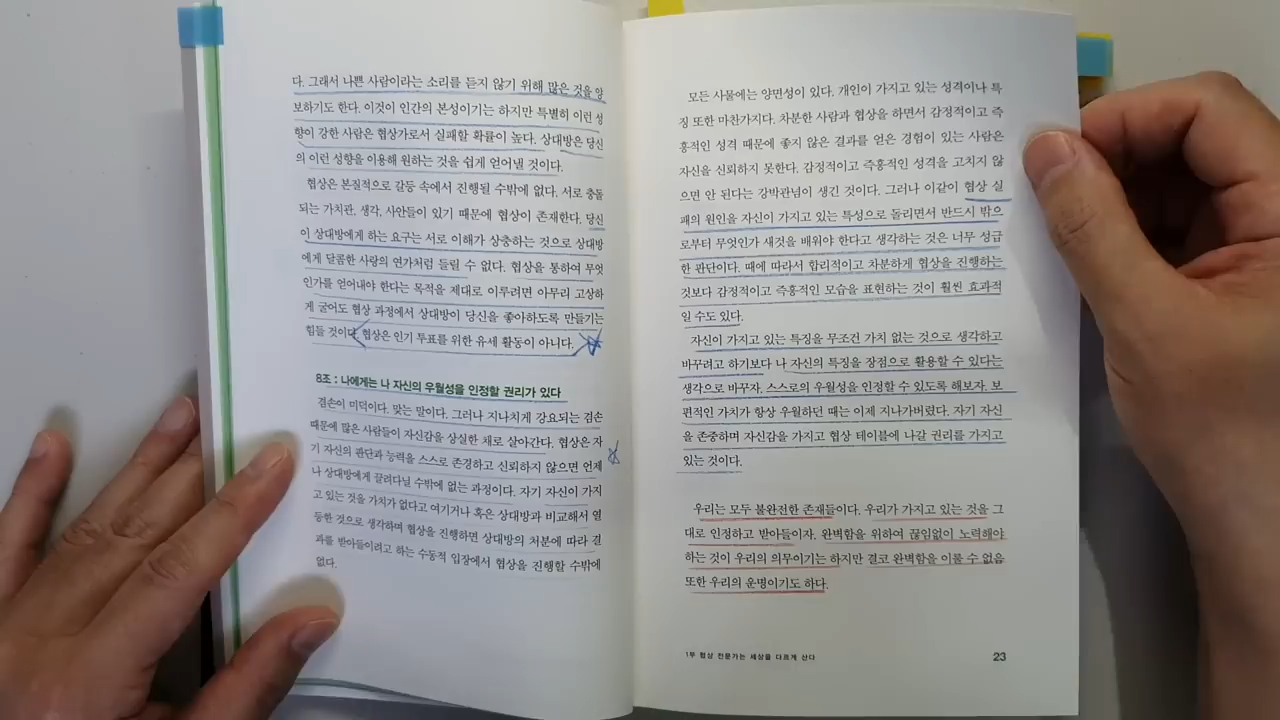 다. 그래서 나쁜 사람이라는 소리를 듣지 않기 위해 많은 것을 양
보하기도 한다. 이것이 인간의 본성이기는 하지만 특별히 이런 성
향이 강한 사람은 협상가로서 실패할 확률이 높다. 상대방은 당신
의 이런 성향을 이용해 원하는 것을 쉽게 얻어낼 것이다.
협상은 본질적으로 갈등 속에서 진행될 수밖에 없다. 서로 충돌
되는 가치관, 생각, 사안들이 있기 때문에 협상이 존재한다. 당신
이 상대방에게 하는 요구는 서로 이해가 상충하는 것으로 상대방
에게 달콤한 사랑의 연가처럼 들릴 수 없다. 협상을 통하여 무엇
인가를 얻어내야 한다는 목적을 제대로 이루려면 아무리 고상하
게 굴어도 협상 과정에서 상대방이 당신을 좋아하도록 만들기는
힘들 것이다. 협상은 인기 투표를 위한 유세 활동이 아니다.
8조 : 나에게는 나 자신의 우월성을 인정할 권리가 있다
겸손이 미덕이다. 맞는 말이다. 그러나 지나치게 강요되는 겸손
때문에 많은 사람들이 자신감을 상실한 채로 살아간다. 협상은 자
기 자신의 판단과 능력을 스스로 존경하고 신뢰하지 않으면 언제
나 상대방에게 끌려다닐 수밖에 없는 과정이다. 자기 자신이 가지
고 있는 것을 가치가 없다고 여기거나 혹은 상대방과 비교해서 열
등한 것으로 생각하며 협상을 진행하면 상대방의 처분에 따라 결
과를 받아들이려고 하는 수동적 입장에서 협상을 진행할 수밖에
없다.
모든 사물에는 양면성이 있다. 개인이 가지고 있는 성격이나 특
징 또한 마찬가지다. 차분한 사람과 협상을 하면서 감정적이고 즉
흥적인 성격 때문에 좋지 않은 결과를 얻은 경험이 있는 사람은
자신을 신뢰하지 못한다. 감정적이고 즉흥적인 성격을 고치지 않
으면 안 된다는 강박관념이 생긴 것이다. 그러나 이같이 협상 실
패의 원인을 자신이 가지고 있는 특성으로 돌리면서 반드시 밖으
로부터 무엇인가 새것을 배워야 한다고 생각하는 것은 너무 성급
한 판단이다. 때에 따라서 합리적이고 차분하게 협상을 진행하는
것보다 감정적이고 즉흥적인 모습을 표현하는 것이 훨씬 효과적
일 수도 있다.
자신이 가지고 있는 특징을 무조건 가치 없는 것으로 생각하고
바꾸려고 하기보다 나 자신의 특징을 장점으로 활용할 수 있다는
생각으로 바꾸자. 스스로의 우월성을 인정할 수 있도록 해보자. 보
편적인 가치가 항상 우월하던 때는 이제 지나가버렸다. 자기 자신
을 존중하며 자신감을 가지고 협상 테이블에 나갈 권리를 가지고
있는 것이다.
우리는 모두 불완전한 존재들이다. 우리가 가지고 있는 것을 그
대로 인정하고 받아들이자. 완벽함을 위하여 끊임없이 노력해야
하는 것이 우리의 의무이기는 하지만 결코 완벽함을 이룰 수 없음
또한 우리의 운명이기도 하다.
1부 협상 전문가는 세상을 다르게 산다
23